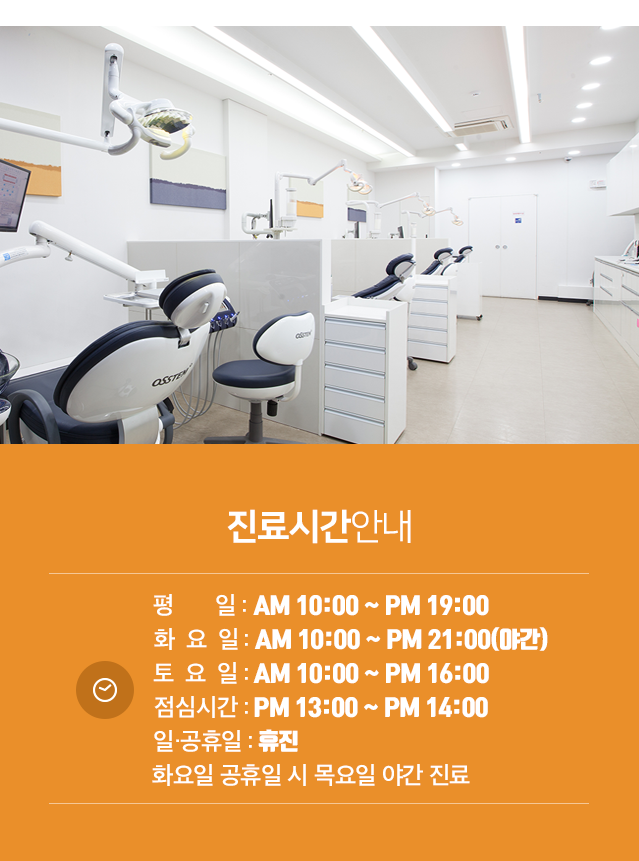 OSSTEM
OSSTEM
진료시간안내
평 일 : AM 10:00 ~ PM 19:00
화 요 일 : AM 10:00 ~ PM 21:00(야간)
토 요 일 : AM 10:00 ~ PM 16:00
점심시간 : PM 13:00 ~ PM 14:00
일·공휴일 : 휴진
화요일 공휴일 시 목요일 야간 진료